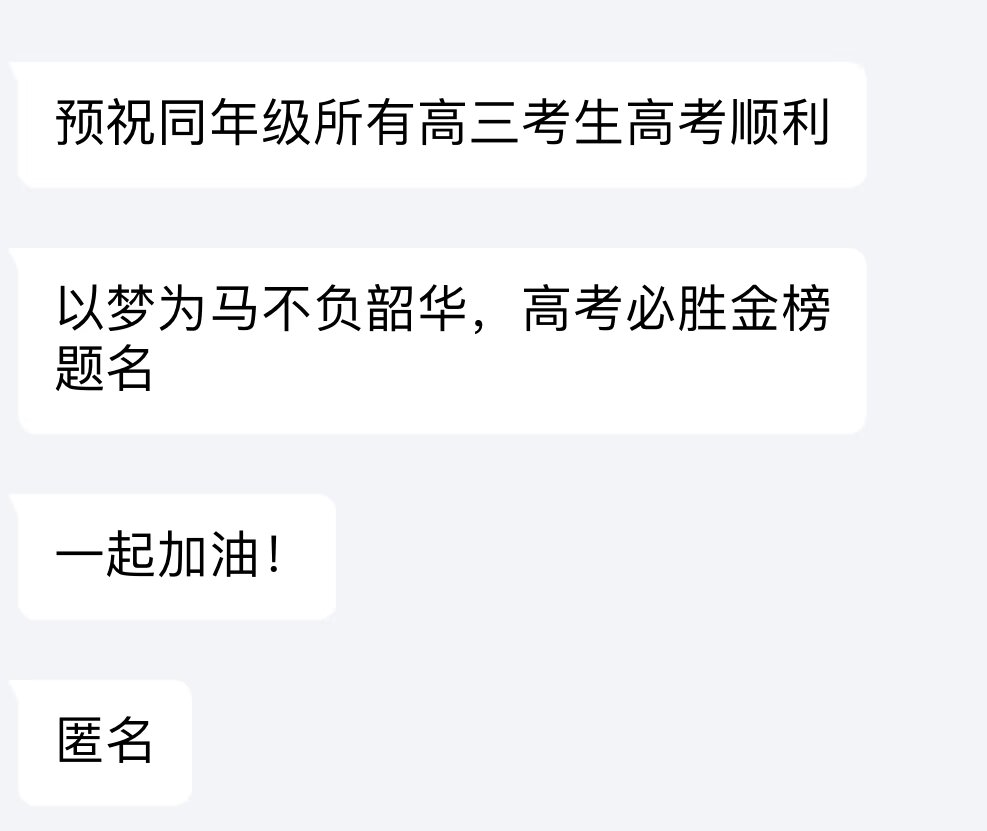 预祝同年级所有高三考生高考顺利
以梦为马不负韶华，高考必胜金榜
题名
一起加油！
匿名